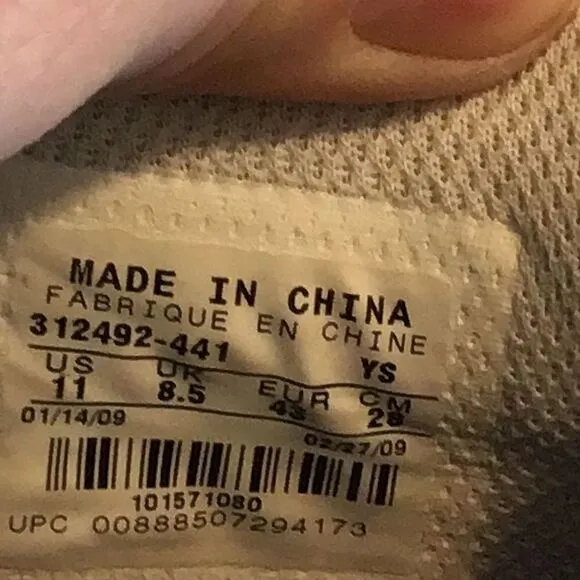 MADE IN CHINA
FABRIQUE EN CHINE
312492-441 YS
US UK EUR CM
11 8.5 43 28
01/14/09 02/27/09
101571080
UPC 00888507294173